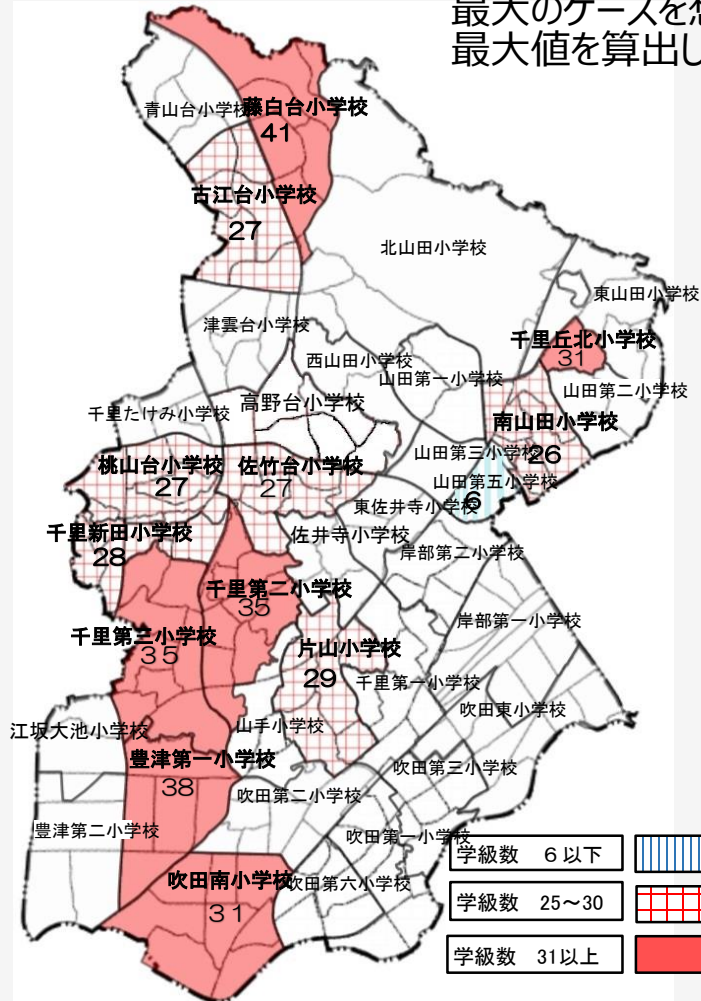 最大のケースを想
最大値を算出し
青山台小学校
藤白台小学校
41
古江台小学校
27
北山田小学校
東山田小学校
津雲台小学校
千里丘北小学校
31
西山田小学校
山田第一小学校
山田第二小学校
千里たけみ小学校
高野台小学校
南山田小学校
26
山田第三小学校
桃山台小学校
27
佐竹台小学校
27
山田第五小学校
6
東佐井寺小学校
千里新田小学校
28
佐井寺小学校
岸部第二小学校
千里第二小学校
35
岸部第一小学校
千里第三小学校
35
片山小学校
29
千里第一小学校
吹田東小学校
江坂大池小学校
山手小学校
豊津第一小学校
38
吹田第三小学校
吹田第二小学校
豊津第二小学校
吹田第一小学校
吹田南小学校
31
吹田第六小学校
学級数 6以下
学級数 25～30
学級数 31以上